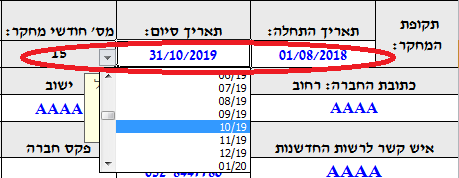 תקופת המחקר: תאריך התחלה: תאריך סיום: מס' חודשי מחקר:
01/08/2018 31/10/2019 15
06/19
07/19
08/19
09/19
10/19
11/19
12/19
01/20
כתובת החברה: רחוב ישוב
AAAA AAAA
איש קשר לרשות החדשנות פקס חברה
AAAA